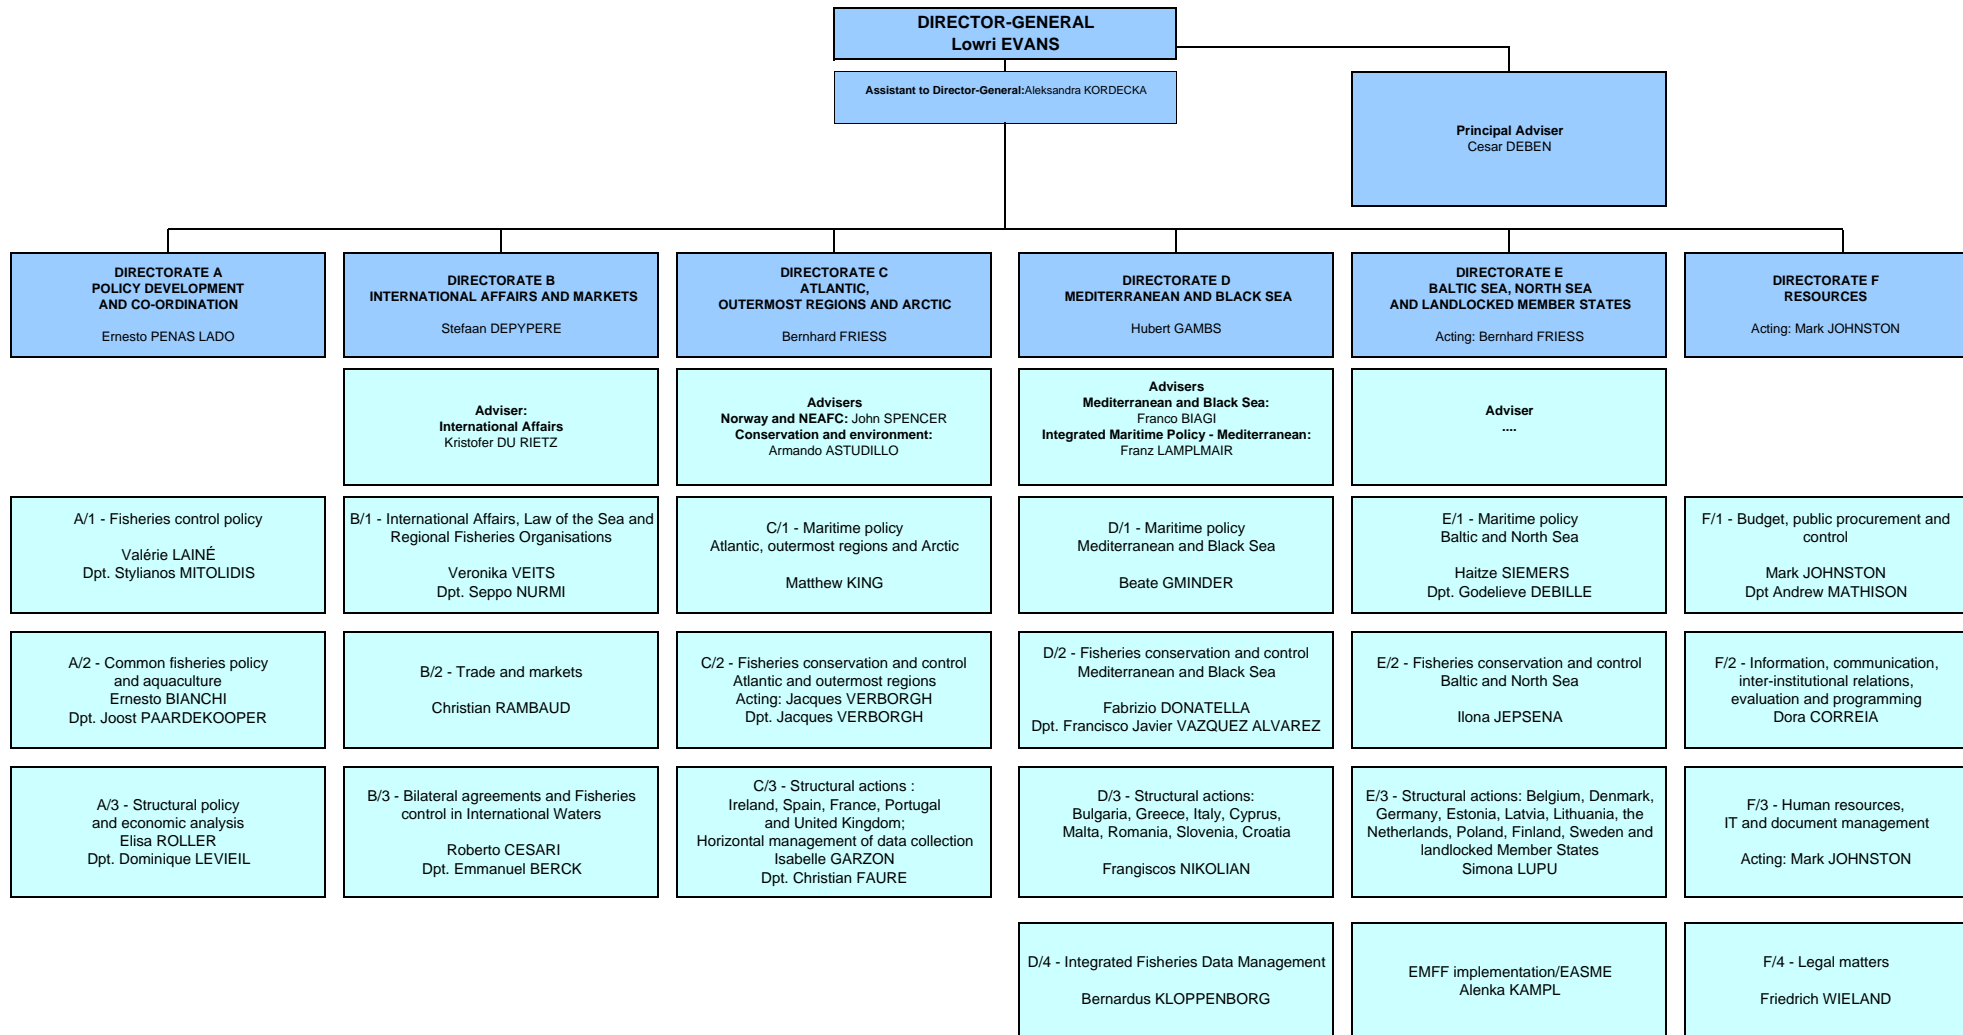 DIRECTOR-GENERAL
Lowri EVANS
Assistant to Director-General:Aleksandra KORDECKA
Principal Adviser
Cesar DEBEN
DIRECTORATE A
POLICY DEVELOPMENT
AND CO-ORDINATION
Ernesto PENAS LADO
DIRECTORATE B
INTERNATIONAL AFFAIRS AND MARKETS
Stefaan DEPYPERE
DIRECTORATE C
ATLANTIC,
OUTERMOST REGIONS AND ARCTIC
Bernhard FRIESS
DIRECTORATE D
MEDITERRANEAN AND BLACK SEA
Hubert GAMBS
DIRECTORATE E
BALTIC SEA, NORTH SEA
AND LANDLOCKED MEMBER STATES
Acting: Bernhard FRIESS
DIRECTORATE F
RESOURCES
Acting: Mark JOHNSTON
Adviser:
International Affairs
Kristofer DU RIETZ
Advisers
Norway and NEAFC: John SPENCER
Conservation and environment:
Armando ASTUDILLO
Advisers
Mediterranean and Black Sea:
Franco BIAGI
Integrated Maritime Policy - Mediterranean:
Franz LAMPLMAIR
Adviser
....
A/1 - Fisheries control policy
Valérie LAINÉ
Dpt. Stylianos MITOLIDIS
B/1 - International Affairs, Law of the Sea and
Regional Fisheries Organisations
Veronika VEITS
Dpt. Seppo NURMI
C/1 - Maritime policy
Atlantic, outermost regions and Arctic
Matthew KING
D/1 - Maritime policy
Mediterranean and Black Sea
Beate GMINDER
E/1 - Maritime policy
Baltic and North Sea
Haitze SIEMERS
Dpt. Godelieve DEBILLE
F/1 - Budget, public procurement and
control
Mark JOHNSTON
Dpt Andrew MATHISON
A/2 - Common fisheries policy
and aquaculture
Ernesto BIANCHI
Dpt. Joost PAARDEKOOPER
B/2 - Trade and markets
Christian RAMBAUD
C/2 - Fisheries conservation and control
Atlantic and outermost regions
Acting: Jacques VERBORGH
Dpt. Jacques VERBORGH
D/2 - Fisheries conservation and control
Mediterranean and Black Sea
Fabrizio DONATELLA
Dpt. Francisco Javier VAZQUEZ ALVAREZ
E/2 - Fisheries conservation and control
Baltic and North Sea
Ilona JEPSENA
F/2 - Information, communication,
inter-institutional relations,
evaluation and programming
Dora CORREIA
A/3 - Structural policy
and economic analysis
Elisa ROLLER
Dpt. Dominique LEVIEIL
B/3 - Bilateral agreements and Fisheries
control in International Waters
Roberto CESARI
Dpt. Emmanuel BERCK
C/3 - Structural actions :
Ireland, Spain, France, Portugal
and United Kingdom;
Horizontal management of data collection
Isabelle GARZON
Dpt. Christian FAURE
D/3 - Structural actions:
Bulgaria, Greece, Italy, Cyprus,
Malta, Romania, Slovenia, Croatia
Frangiscos NIKOLIAN
E/3 - Structural actions: Belgium, Denmark,
Germany, Estonia, Latvia, Lithuania, the
Netherlands, Poland, Finland, Sweden and
landlocked Member States
Simona LUPU
F/3 - Human resources,
IT and document management
Acting: Mark JOHNSTON
D/4 - Integrated Fisheries Data Management
Bernardus KLOPPENBORG
EMFF implementation/EASME
Alenka KAMPL
F/4 - Legal matters
Friedrich WIELAND